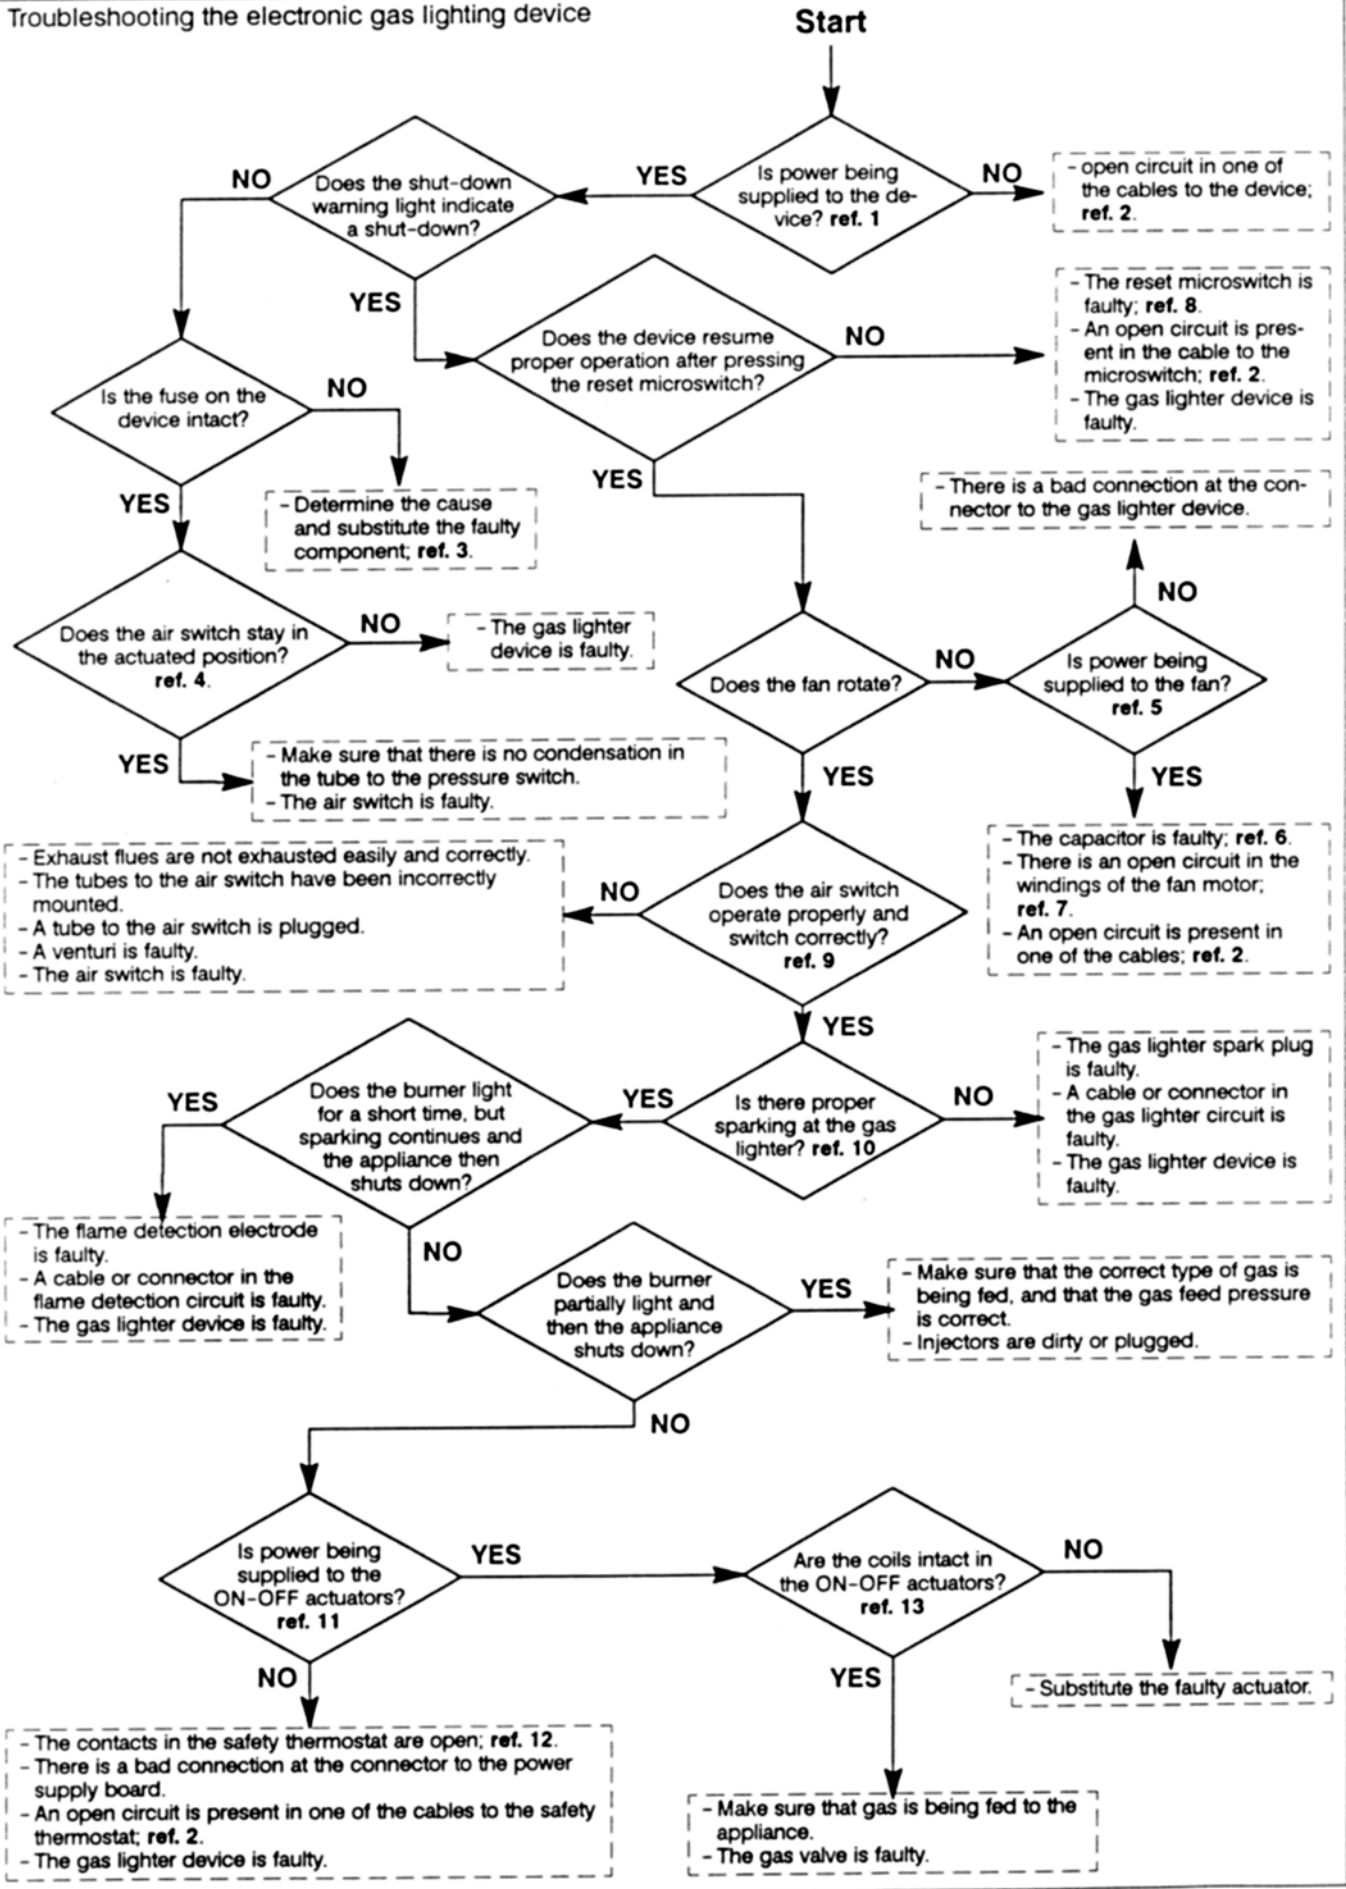 Troubleshooting the electronic gas lighting device
Start
Is power being
supplied to the de-
vice? ref. 1
NO
- open circuit in one of
the cables to the device;
ref. 2.
YES
Does the shut-down
warning light indicate
a shut-down?
NO
YES
Does the device resume
proper operation after pressing
the reset microswitch?
NO
- The reset microswitch is
faulty; ref. 8.
- An open circuit is pres-
ent in the cable to the
microswitch; ref. 2.
- The gas lighter device is
faulty.
YES
Is the fuse on the
device intact?
NO
- Determine the cause
and substitute the faulty
component; ref. 3.
YES
Does the air switch stay in
the actuated position?
ref. 4.
NO
- The gas lighter
device is faulty.
YES
- Make sure that there is no condensation in
the tube to the pressure switch.
- The air switch is faulty.
Does the fan rotate?
NO
Is power being
supplied to the fan?
ref. 5
NO
- There is a bad connection at the con-
nector to the gas lighter device.
YES
- The capacitor is faulty; ref. 6.
- There is an open circuit in the
windings of the fan motor;
ref. 7.
- An open circuit is present in
one of the cables; ref. 2.
YES
Does the air switch
operate properly and
switch correctly?
ref. 9
NO
- Exhaust flues are not exhausted easily and correctly.
- The tubes to the air switch have been incorrectly
mounted.
- A tube to the air switch is plugged.
- A venturi is faulty.
- The air switch is faulty.
YES
Is there proper
sparking at the gas
lighter? ref. 10
NO
- The gas lighter spark plug
is faulty.
- A cable or connector in
the gas lighter circuit is
faulty.
- The gas lighter device is
faulty.
YES
Does the burner light
for a short time, but
sparking continues and
the appliance then
shuts down?
YES
- The flame detection electrode
is faulty.
- A cable or connector in the
flame detection circuit is faulty.
- The gas lighter device is faulty.
NO
Does the burner
partially light and
then the appliance
shuts down?
YES
- Make sure that the correct type of gas is
being fed, and that the gas feed pressure
is correct.
- Injectors are dirty or plugged.
NO
Is power being
supplied to the
ON-OFF actuators?
ref. 11
YES
Are the coils intact in
the ON-OFF actuators?
ref. 13
NO
- Substitute the faulty actuator.
NO
- The contacts in the safety thermostat are open; ref. 12.
- There is a bad connection at the connector to the power
supply board.
- An open circuit is present in one of the cables to the safety
thermostat; ref. 2.
- The gas lighter device is faulty.
YES
- Make sure that gas is being fed to the
appliance.
- The gas valve is faulty.